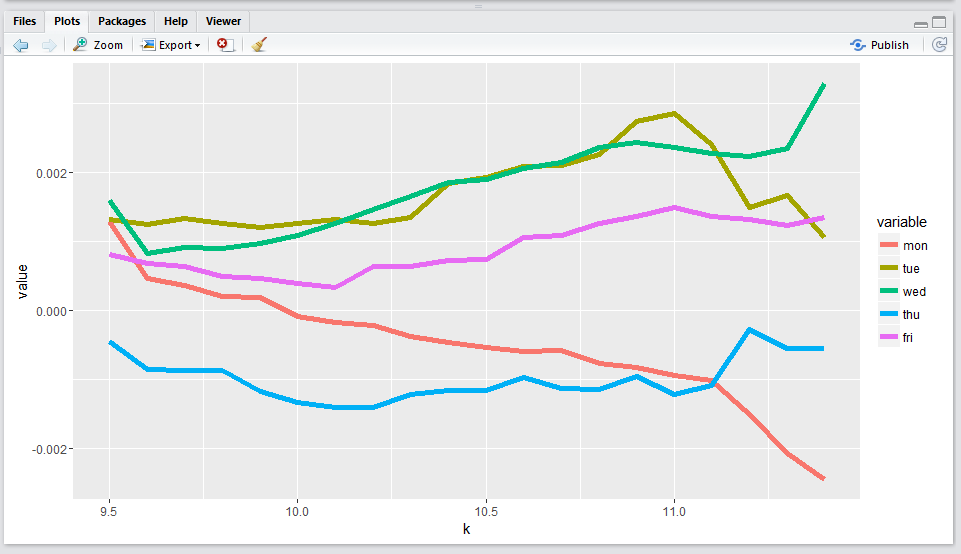 Files Plots Packages Help Viewer
Zoom Export Publish
0.002
0.000
-0.002
value
9.5 10.0 10.5 11.0
k
variable
mon
tue
wed
thu
fri